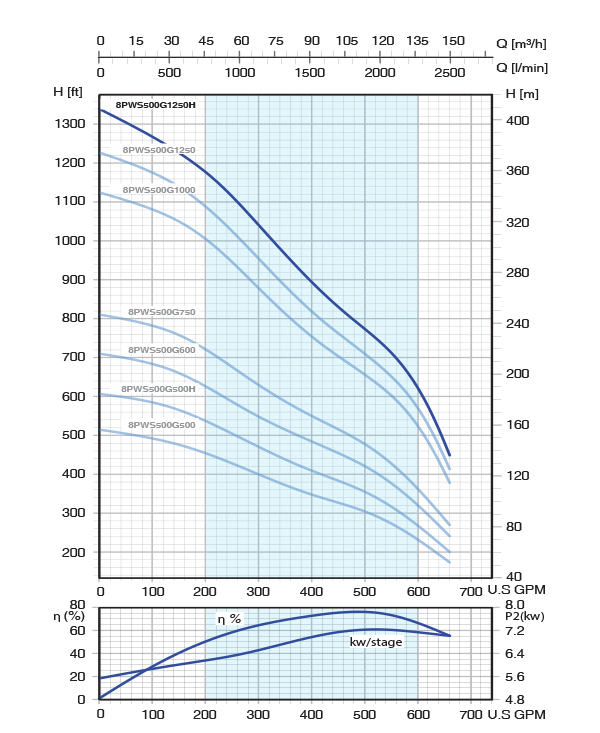 0 15 30 45 60 75 90 105 120 135 150 Q [m³/h]
0 500 1000 1500 2000 2500 Q [l/min]
H [ft] H [m]
8PWSs00G12s0H
1300 400
8PWSs00G12s0
1200 360
8PWSs00G1000
1100 320
1000
900 280
8PWSs00G7s0
800 240
8PWSs00G600
700 200
8PWSs00Gs00H
600 160
8PWSs00Gs00
500
400 120
300 80
200
40
0 100 200 300 400 500 600 700 U.S GPM
80 8.0
η (%) P2(kw)
η %
60 7.2
kw/stage
40 6.4
20 5.6
0 4.8
0 100 200 300 400 500 600 700 U.S GPM